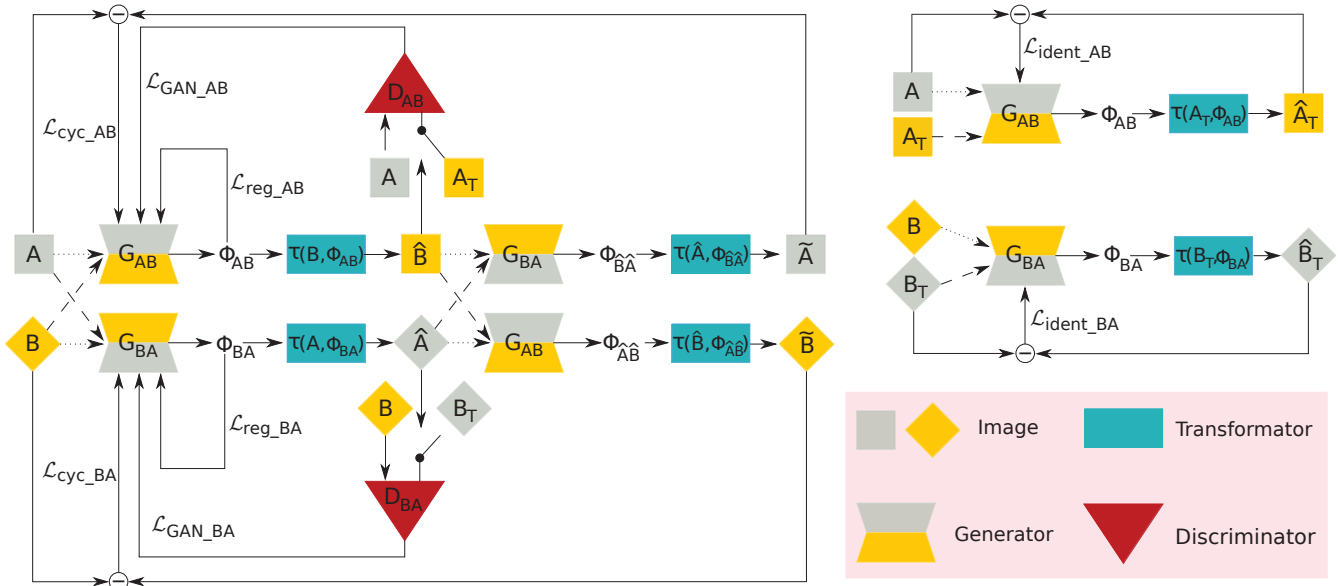 ℒGAN_AB
D_AB
ℒcyc_AB
ℒreg_AB
A
A_T
A
G_AB
Φ_AB
τ(B,Φ_AB)
B̂
G_BA
Φ_B̂Â
τ(Â,Φ_B̂Â)
Ã
B
G_BA
Φ_BA
τ(A,Φ_BA)
Â
G_AB
Φ_ÂB̂
τ(B̂,Φ_ÂB̂)
B̃
B
B_T
ℒreg_BA
ℒcyc_BA
D_BA
ℒGAN_BA
ℒident_AB
A
G_AB
Φ_AB
τ(A_T,Φ_AB)
Â_T
A_T
B
G_BA
Φ_BA
τ(B_T,Φ_BA)
B̂_T
B_T
ℒident_BA
Image
Transformator
Generator
Discriminator